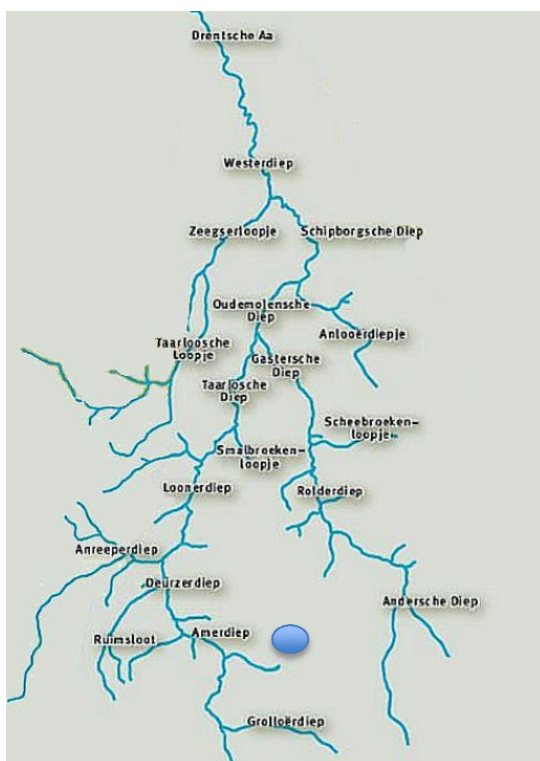 Drentsche Aa
Westerdiep
Zeegserloopje
Schipborgsche Diep
Oudemolensche
Diep
Anlooërdiepje
Taarloosche
Loopje
Gastersche
Diep
Taarlosche
Diep
Scheebroeken-
loopje
Smalbroeken-
loopje
Loonerdiep
Rolderdiep
Anreeperdiep
Deurzerdiep
Andersche Diep
Ruimsloot
Amerdiep
Grolloërdiep